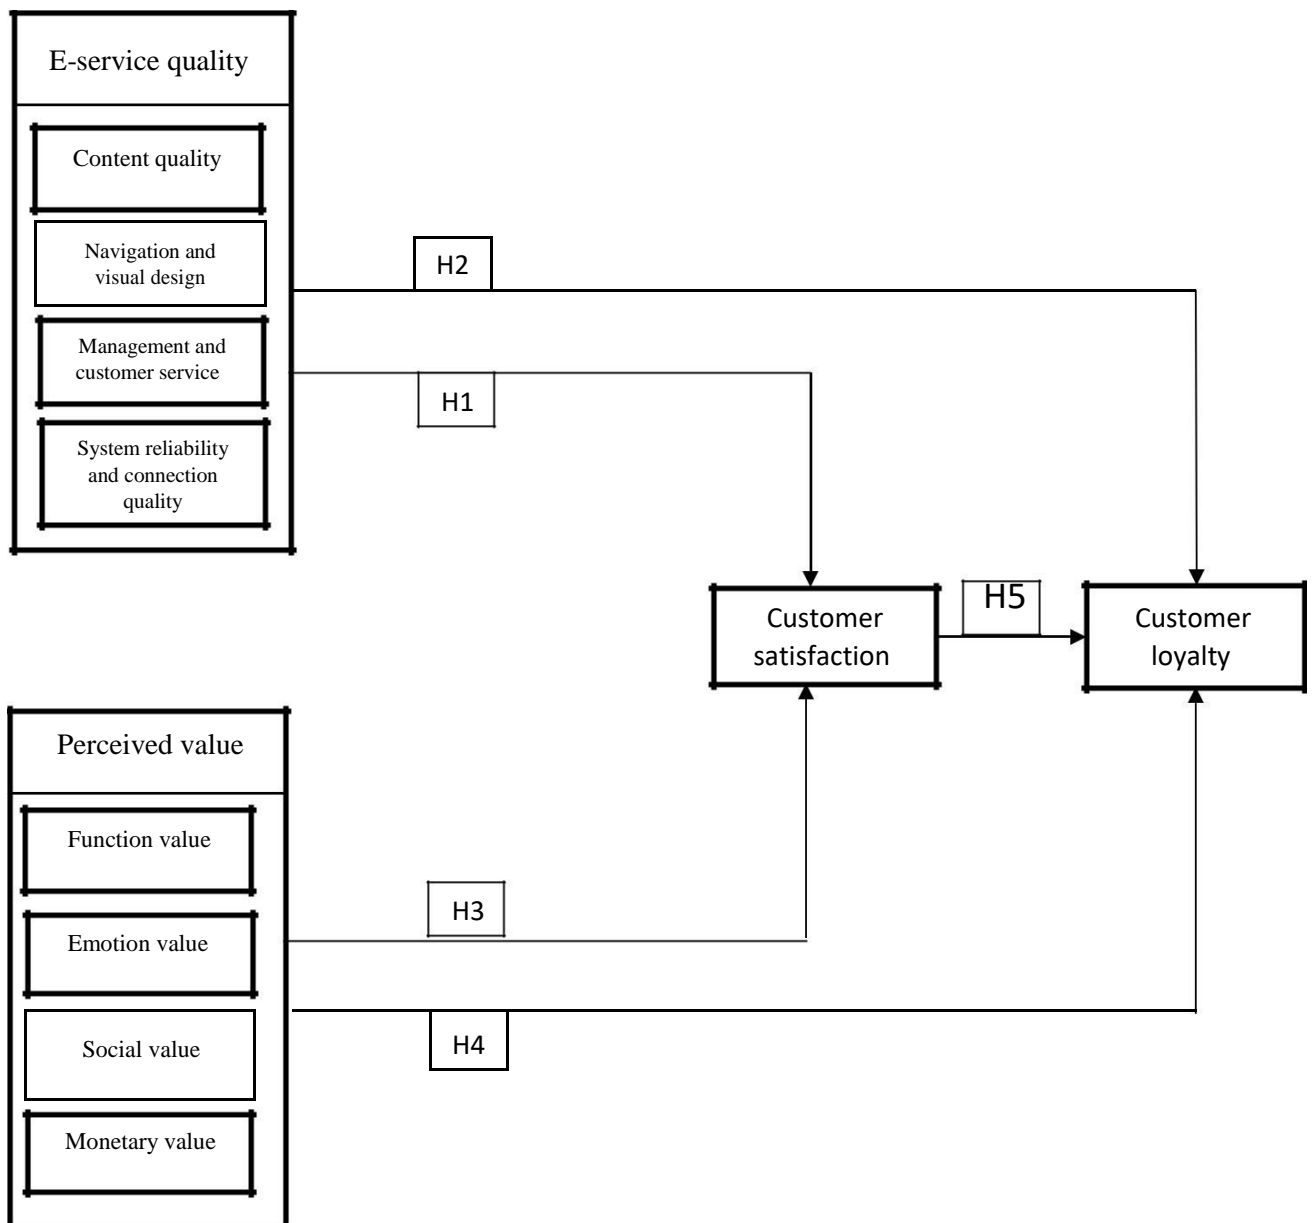 E-service quality
Content quality
Navigation and
visual design
Management and
customer service
System reliability
and connection
quality
H2
H1
Customer
satisfaction
H5
Customer
loyalty
Perceived value
Function value
Emotion value
Social value
Monetary value
H3
H4